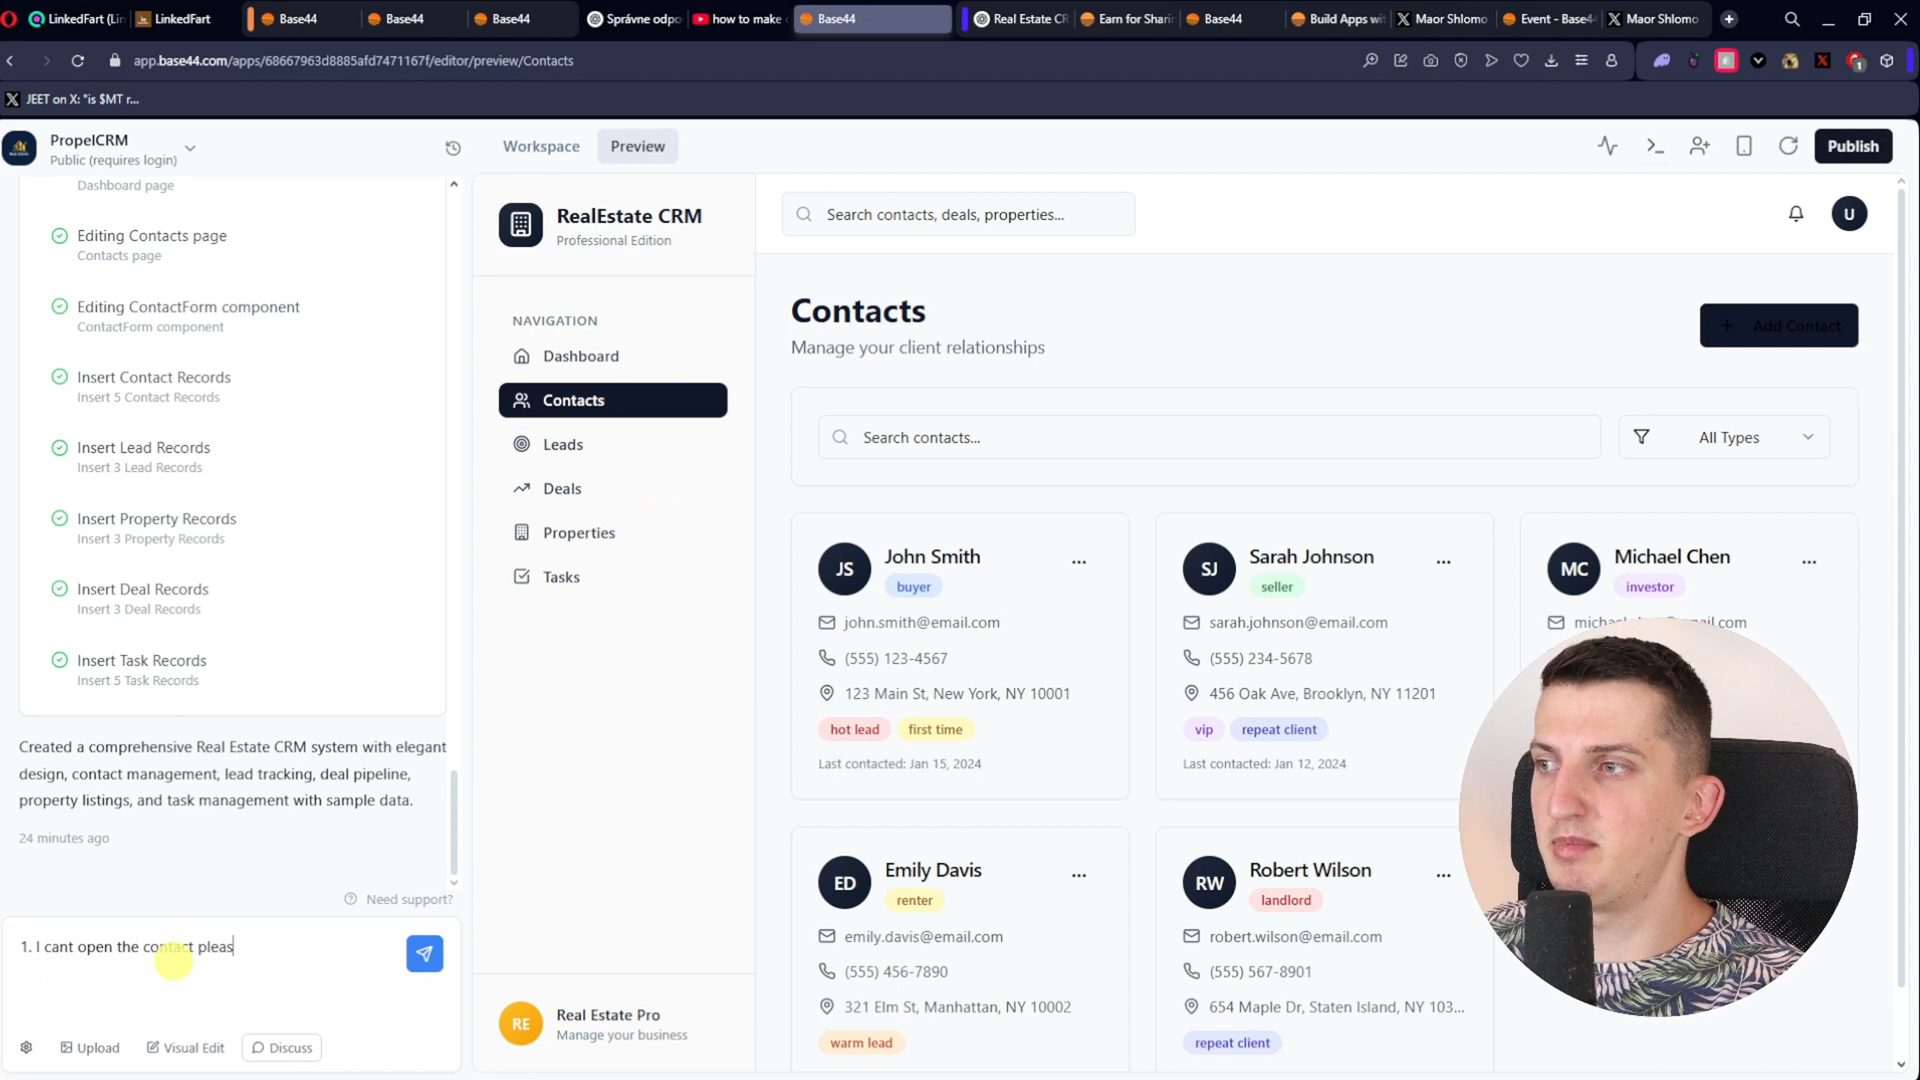 LinkedFart (Lin
LinkedFart
Base44
Base44
Base44
Správne odpo
how to make
Base44
Real Estate CR
Earn for Sharin
Base44
Build Apps wi
Maor Shlomo
Event - Base44
Maor Shlomo
app.base44.com/apps/68667963d8885afd7471167f/editor/preview/Contacts
JEET on X: "is $MT r...
PropelCRM
Public (requires login)
Workspace
Preview
Publish
Dashboard page
Editing Contacts page
Contacts page
Editing ContactForm component
ContactForm component
Insert Contact Records
Insert 5 Contact Records
Insert Lead Records
Insert 3 Lead Records
Insert Property Records
Insert 3 Property Records
Insert Deal Records
Insert 3 Deal Records
Insert Task Records
Insert 5 Task Records
Created a comprehensive Real Estate CRM system with elegant
design, contact management, lead tracking, deal pipeline,
property listings, and task management with sample data.
24 minutes ago
Need support?
1. I cant open the contact pleas
Upload
Visual Edit
Discuss
RealEstate CRM
Professional Edition
NAVIGATION
Dashboard
Contacts
Leads
Deals
Properties
Tasks
RE
Real Estate Pro
Manage your business
Search contacts, deals, properties...
U
Contacts
Manage your client relationships
+ Add Contact
Search contacts...
All Types
JS
John Smith
...
buyer
john.smith@email.com
(555) 123-4567
123 Main St, New York, NY 10001
hot lead
first time
Last contacted: Jan 15, 2024
SJ
Sarah Johnson
...
seller
sarah.johnson@email.com
(555) 234-5678
456 Oak Ave, Brooklyn, NY 11201
vip
repeat client
Last contacted: Jan 12, 2024
MC
Michael Chen
...
investor
ED
Emily Davis
...
renter
emily.davis@email.com
(555) 456-7890
321 Elm St, Manhattan, NY 10002
warm lead
RW
Robert Wilson
...
landlord
robert.wilson@email.com
(555) 567-8901
654 Maple Dr, Staten Island, NY 103...
repeat client